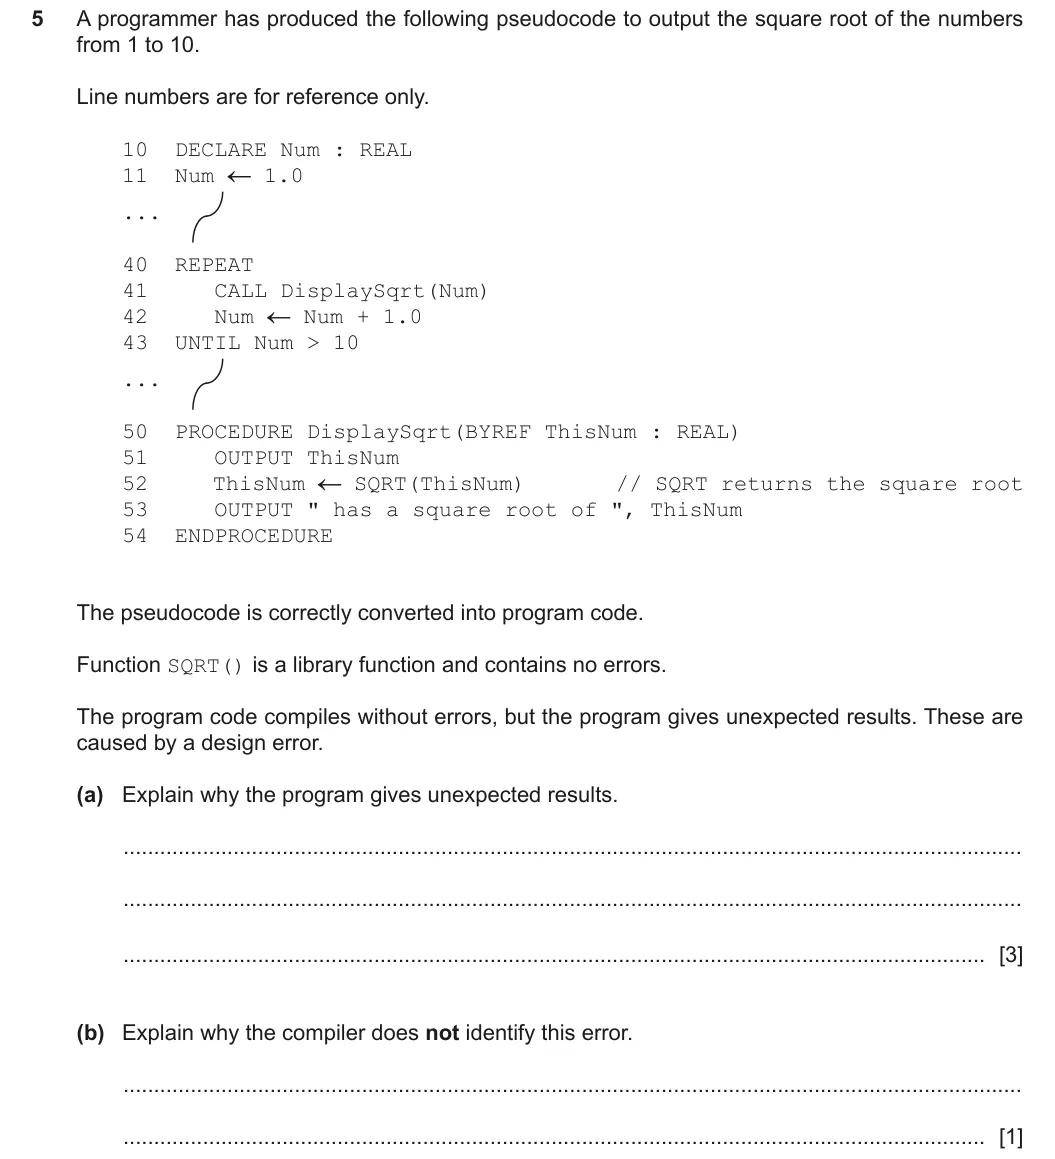 5 A programmer has produced the following pseudocode to output the square root of the numbers
from 1 to 10.
Line numbers are for reference only.
10 DECLARE Num : REAL
11 Num ← 1.0
...
40 REPEAT
41 CALL DisplaySqrt(Num)
42 Num ← Num + 1.0
43 UNTIL Num > 10
...
50 PROCEDURE DisplaySqrt(BYREF ThisNum : REAL)
51 OUTPUT ThisNum
52 ThisNum ← SQRT(ThisNum) // SQRT returns the square root
53 OUTPUT " has a square root of ", ThisNum
54 ENDPROCEDURE
The pseudocode is correctly converted into program code.
Function SQRT() is a library function and contains no errors.
The program code compiles without errors, but the program gives unexpected results. These are
caused by a design error.
(a) Explain why the program gives unexpected results.
[3]
(b) Explain why the compiler does not identify this error.
[1]